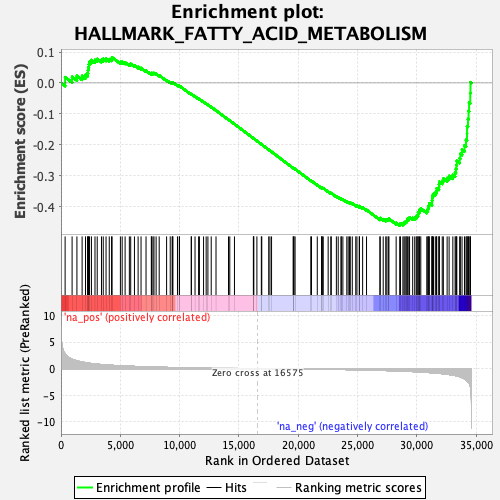 Enrichment plot:
HALLMARK_FATTY_ACID_METABOLISM
Enrichment score (ES)
0.1
0.0
-0.1
-0.2
-0.3
-0.4
'na_pos' (positively correlated)
Ranked list metric (PreRanked)
10
5
0
-5
-10
Zero cross at 16575
'na_neg' (negatively correlated)
0
5,000
10,000
15,000
20,000
25,000
30,000
35,000
Rank in Ordered Dataset
Enrichment profile
Hits
Ranking metric scores